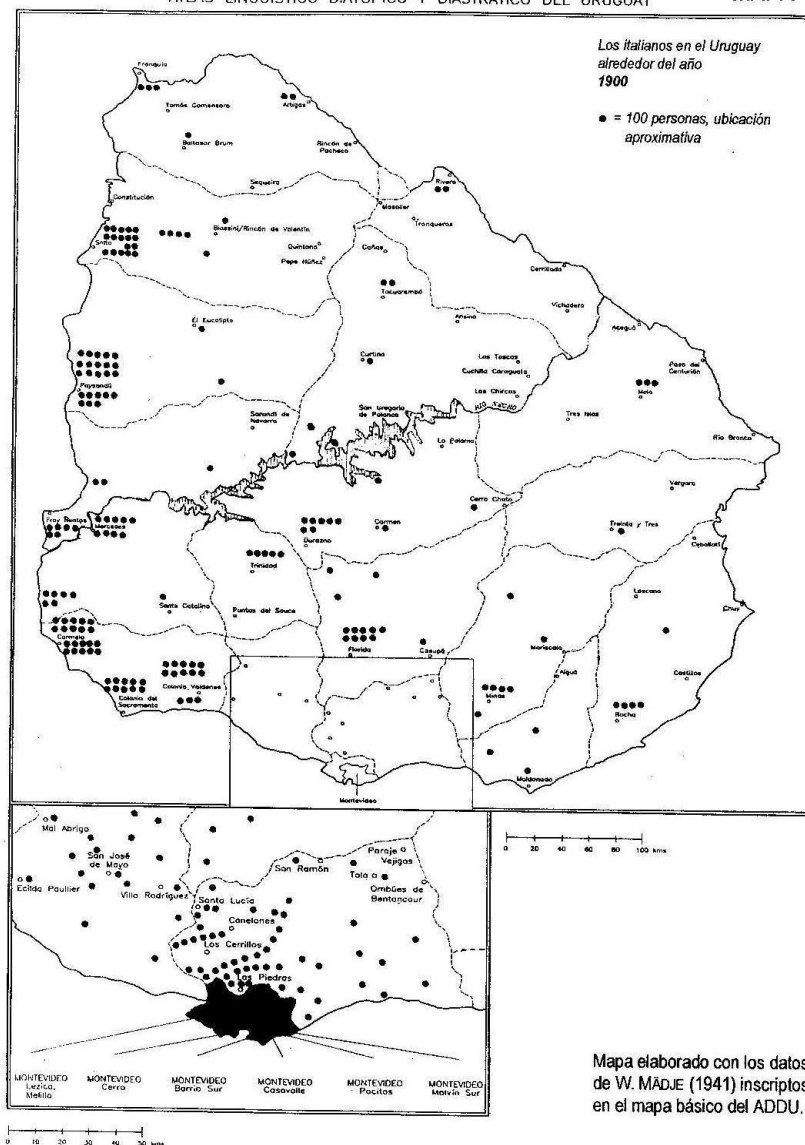 ATLAS LINGÜÍSTICO DIATÓPICO Y DIASTRÁTICO DEL URUGUAY
Los italianos en el Uruguay
alrededor del año
1900
● = 100 personas, ubicación
aproximativa
Franquia
Tomás Gomensoro
Artigas
Baltasar Brum
Rincón de
Pacheco
Sequeira
Constitución
Masoller
Rivera
Tranqueras
Salto
Biassini/Rincón de Valentín
Quintana
Pepe Núñez
Cañas
Cerrillada
Tacuarembó
Vichadero
El Eucalipto
Ansina
Aceguá
Curtina
Las Toscas
Cuchilla Caraguatá
Las Chircas
Paso del
Centurión
Paysandú
Melo
Sarandí de
Navarro
San Gregorio
de Polanco
RIO NEGRO
Tres Islas
La Paloma
Río Branco
Vergara
Cerro Chato
Fray Bentos
Mercedes
Durazno
Carmen
Treinta y Tres
Cebollatí
Trinidad
Lascano
Chuy
Santa Catalina
Puntas del Sauce
Carmelo
Florida
Casupá
Mariscala
Aiguá
Castillos
Colonia Valdense
Colonia del
Sacramento
Minas
Rocha
Maldonado
Montevideo
0 20 40 60 80 100 kms
Mal Abrigo
San José
de Mayo
Ecilda Paullier
Villa Rodríguez
Santa Lucía
San Ramón
Paraje
Vejigas
Tala
Ombúes de
Bentancour
Canelones
Los Cerrillos
Las Piedras
MONTEVIDEO
Lezica,
Melilla
MONTEVIDEO
Cerro
MONTEVIDEO
Barrio Sur
MONTEVIDEO
Casavalle
MONTEVIDEO
Pocitos
MONTEVIDEO
Malvín Sur
0 10 20 30 40 50 kms
Mapa elaborado con los datos
de W. MÄDJE (1941) inscriptos
en el mapa básico del ADDU.